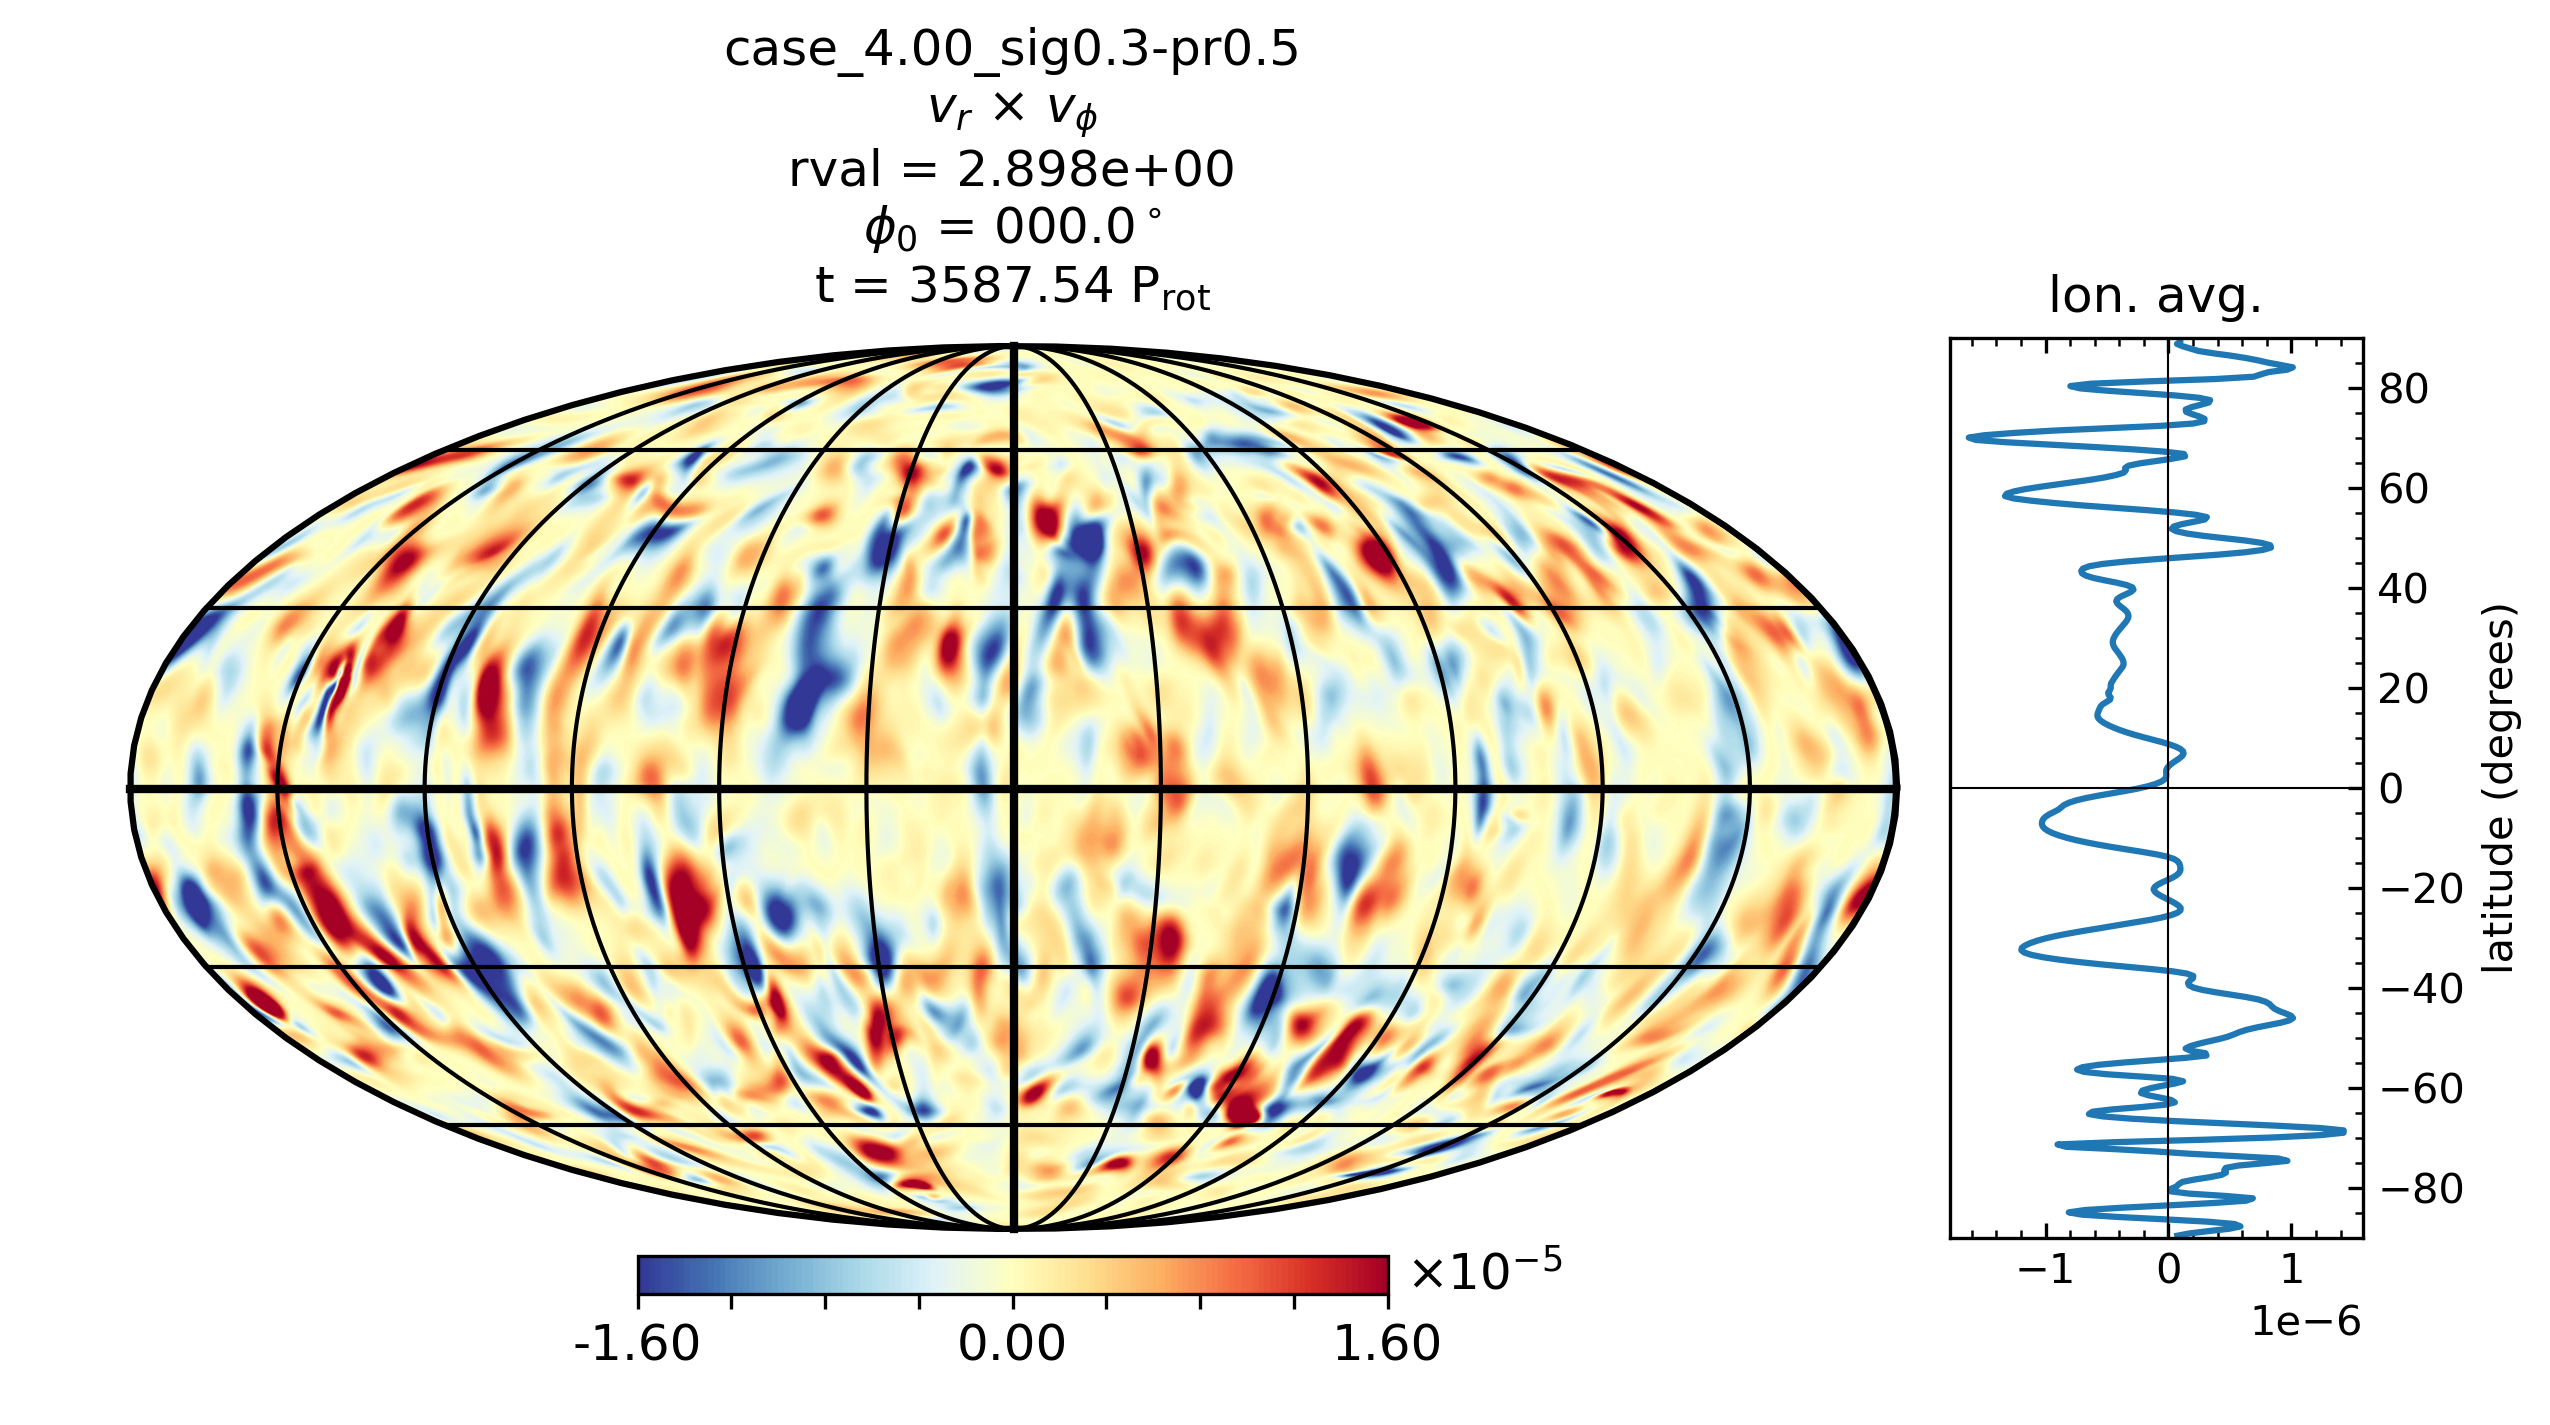 case_4.00_sig0.3-pr0.5
v_r × v_ϕ
rval = 2.898e+00
ϕ_0 = 000.0°
t = 3587.54 P_rot
lon. avg.
80
60
40
20
0
−20
−40
−60
−80
latitude (degrees)
−1 0 1
1e−6
×10⁻⁵
-1.60 0.00 1.60